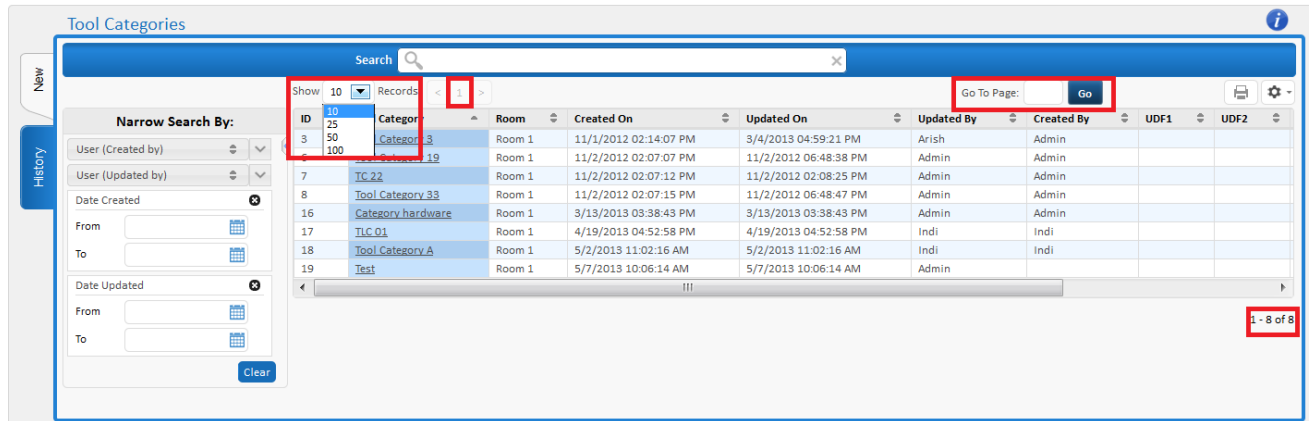 Tool Categories
i
New
History
Search
Show 10 Records < 1 >
Go To Page: Go
10
25
50
100
Narrow Search By:
User (Created by)
User (Updated by)
Date Created
From
To
Date Updated
From
To
Clear
ID Category Room Created On Updated On Updated By Created By UDF1 UDF2
3 Category 3 Room 1 11/1/2012 02:14:07 PM 3/4/2013 04:59:21 PM Arish Admin
Category 19 Room 1 11/2/2012 02:07:07 PM 11/2/2012 06:48:38 PM Admin Admin
7 TC 22 Room 1 11/2/2012 02:07:12 PM 11/2/2012 02:08:25 PM Admin Admin
8 Tool Category 33 Room 1 11/2/2012 02:07:15 PM 11/2/2012 06:48:47 PM Admin Admin
16 Category hardware Room 1 3/13/2013 03:38:43 PM 3/13/2013 03:38:43 PM Admin Admin
17 TLC 01 Room 1 4/19/2013 04:52:58 PM 4/19/2013 04:52:58 PM Indi Indi
18 Tool Category A Room 1 5/2/2013 11:02:16 AM 5/2/2013 11:02:16 AM Indi Indi
19 Test Room 1 5/7/2013 10:06:14 AM 5/7/2013 10:06:14 AM Admin
1 - 8 of 8